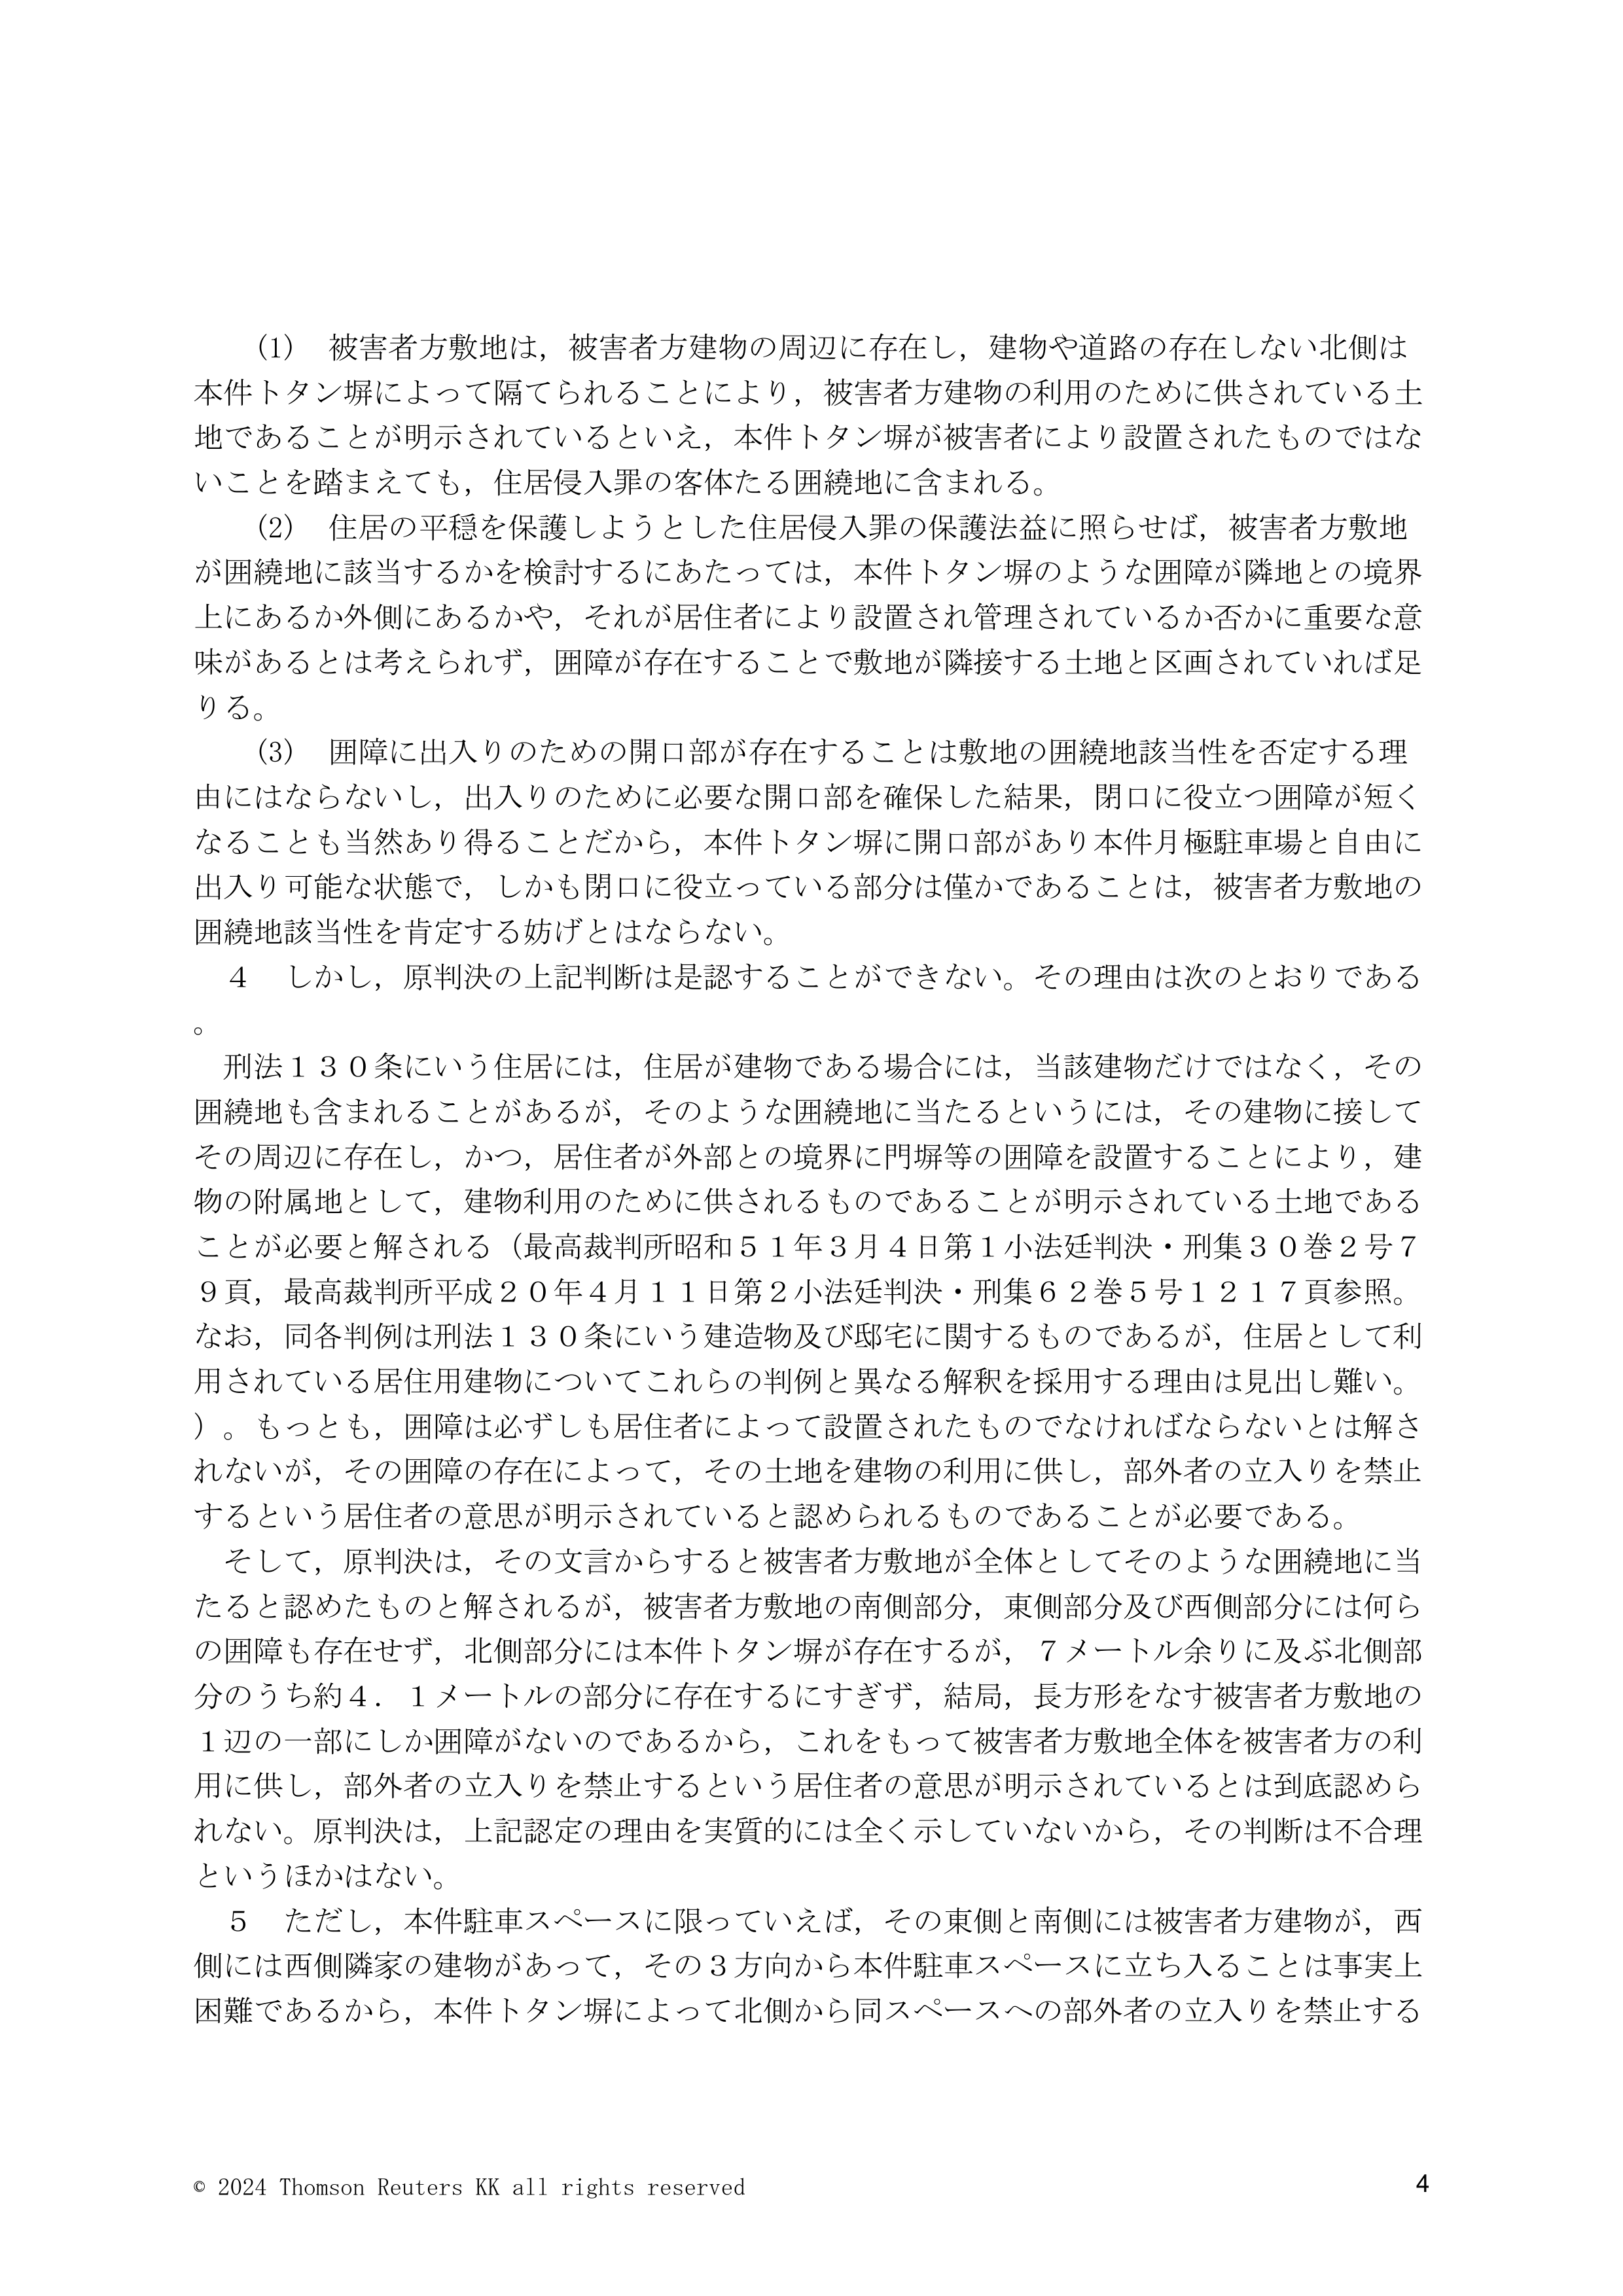 (1)　被害者方敷地は，被害者方建物の周辺に存在し，建物や道路の存在しない北側は
本件トタン塀によって隔てられることにより，被害者方建物の利用のために供されている土
地であることが明示されているといえ，本件トタン塀が被害者により設置されたものではな
いことを踏まえても，住居侵入罪の客体たる囲繞地に含まれる。
(2)　住居の平穏を保護しようとした住居侵入罪の保護法益に照らせば，被害者方敷地
が囲繞地に該当するかを検討するにあたっては，本件トタン塀のような囲障が隣地との境界
上にあるか外側にあるかや，それが居住者により設置され管理されているか否かに重要な意
味があるとは考えられず，囲障が存在することで敷地が隣接する土地と区画されていれば足
りる。
(3)　囲障に出入りのための開口部が存在することは敷地の囲繞地該当性を否定する理
由にはならないし，出入りのために必要な開口部を確保した結果，閉口に役立つ囲障が短く
なることも当然あり得ることだから，本件トタン塀に開口部があり本件月極駐車場と自由に
出入り可能な状態で，しかも閉口に役立っている部分は僅かであることは，被害者方敷地の
囲繞地該当性を肯定する妨げとはならない。
４　しかし，原判決の上記判断は是認することができない。その理由は次のとおりである
。
刑法１３０条にいう住居には，住居が建物である場合には，当該建物だけではなく，その
囲繞地も含まれることがあるが，そのような囲繞地に当たるというには，その建物に接して
その周辺に存在し，かつ，居住者が外部との境界に門塀等の囲障を設置することにより，建
物の附属地として，建物利用のために供されるものであることが明示されている土地である
ことが必要と解される（最高裁判所昭和５１年３月４日第１小法廷判決・刑集３０巻２号７
９頁，最高裁判所平成２０年４月１１日第２小法廷判決・刑集６２巻５号１２１７頁参照。
なお，同各判例は刑法１３０条にいう建造物及び邸宅に関するものであるが，住居として利
用されている居住用建物についてこれらの判例と異なる解釈を採用する理由は見出し難い。
）。もっとも，囲障は必ずしも居住者によって設置されたものでなければならないとは解さ
れないが，その囲障の存在によって，その土地を建物の利用に供し，部外者の立入りを禁止
するという居住者の意思が明示されていると認められるものであることが必要である。
そして，原判決は，その文言からすると被害者方敷地が全体としてそのような囲繞地に当
たると認めたものと解されるが，被害者方敷地の南側部分，東側部分及び西側部分には何ら
の囲障も存在せず，北側部分には本件トタン塀が存在するが，７メートル余りに及ぶ北側部
分のうち約４．１メートルの部分に存在するにすぎず，結局，長方形をなす被害者方敷地の
１辺の一部にしか囲障がないのであるから，これをもって被害者方敷地全体を被害者方の利
用に供し，部外者の立入りを禁止するという居住者の意思が明示されているとは到底認めら
れない。原判決は，上記認定の理由を実質的には全く示していないから，その判断は不合理
というほかはない。
５　ただし，本件駐車スペースに限っていえば，その東側と南側には被害者方建物が，西
側には西側隣家の建物があって，その３方向から本件駐車スペースに立ち入ることは事実上
困難であるから，本件トタン塀によって北側から同スペースへの部外者の立入りを禁止する
© 2024 Thomson Reuters KK all rights reserved
4